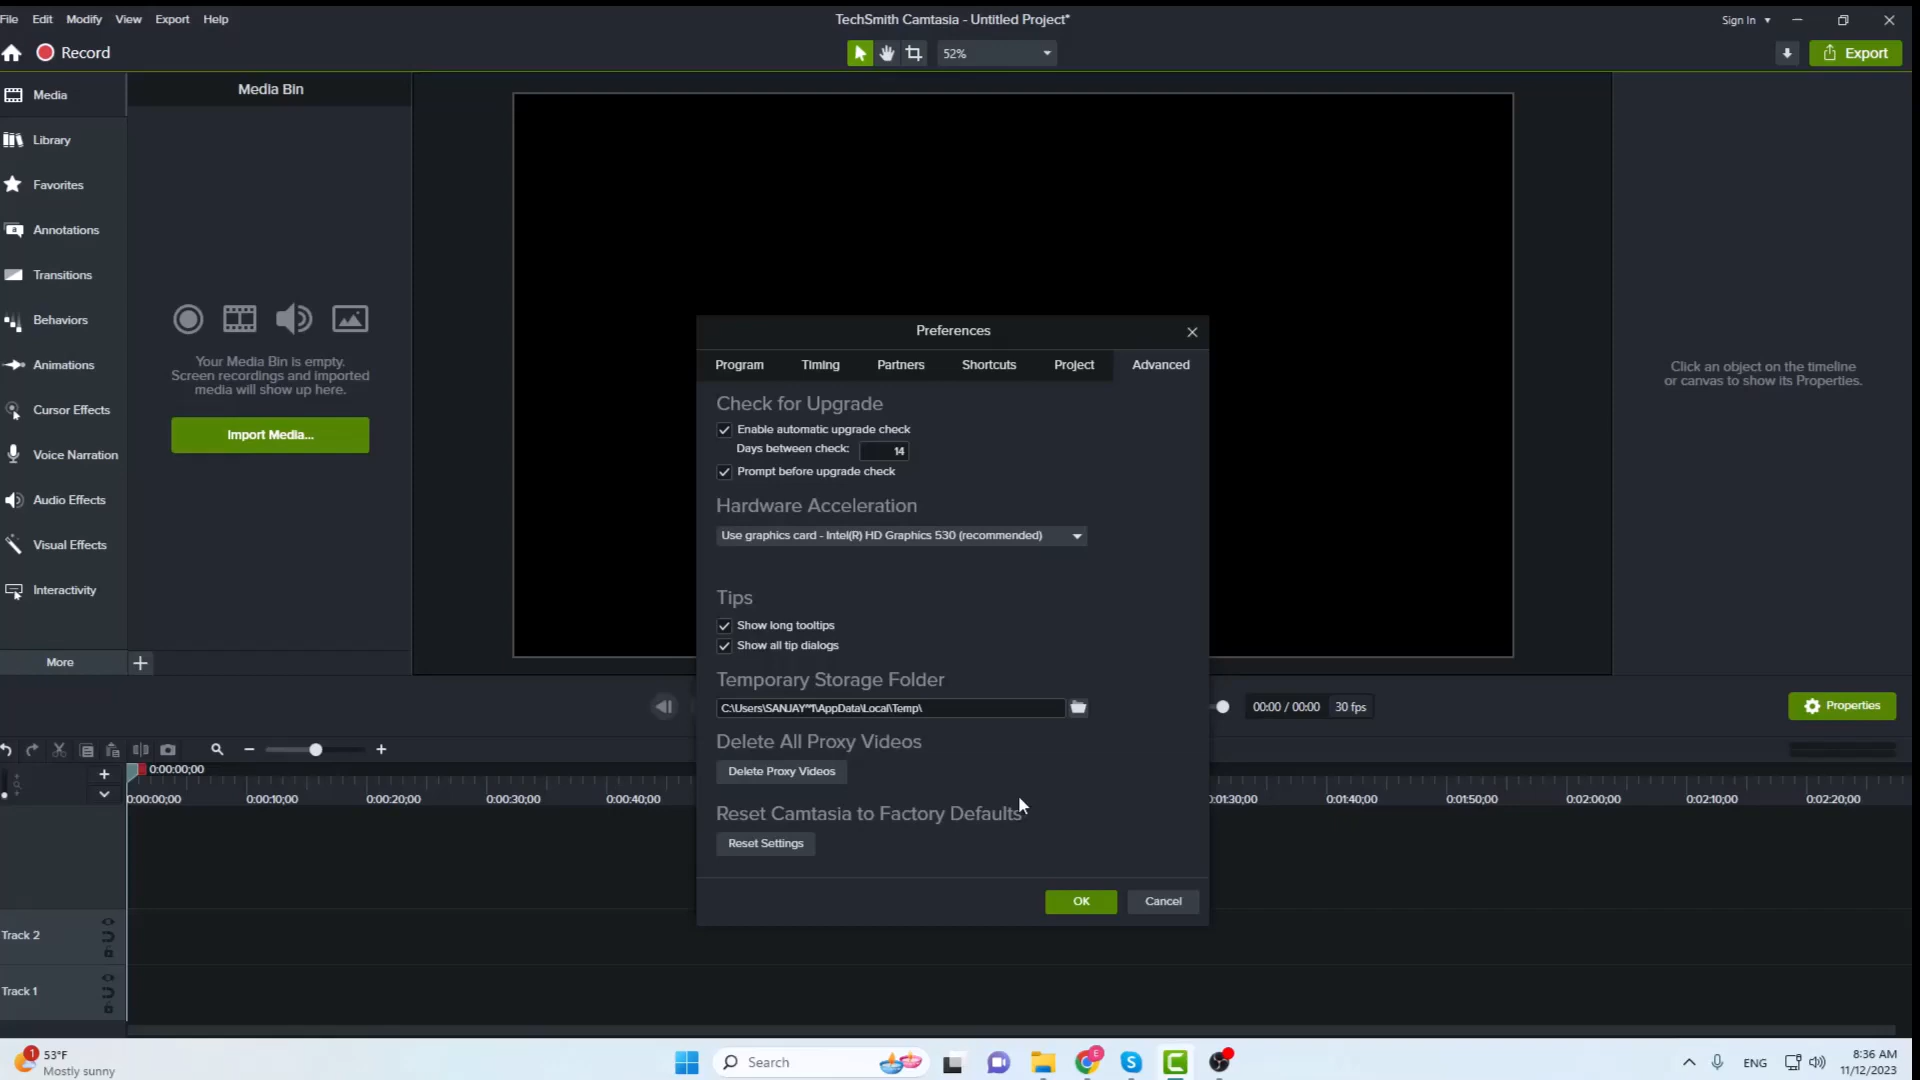 File Edit Modify View Export Help
TechSmith Camtasia - Untitled Project*
Sign In
Record
52%
Export
Media
Library
Favorites
Annotations
Transitions
Behaviors
Animations
Cursor Effects
Voice Narration
Audio Effects
Visual Effects
Interactivity
More
Media Bin
Your Media Bin is empty.
Screen recordings and imported
media will show up here.
Import Media...
Click an object on the timeline
or canvas to show its Properties.
Preferences
Program Timing Partners Shortcuts Project Advanced
Check for Upgrade
Enable automatic upgrade check
Days between check: 14
Prompt before upgrade check
Hardware Acceleration
Use graphics card - Intel(R) HD Graphics 530 (recommended)
Tips
Show long tooltips
Show all tip dialogs
Temporary Storage Folder
C:\Users\SANJAY~1\AppData\Local\Temp\
Delete All Proxy Videos
Delete Proxy Videos
Reset Camtasia to Factory Defaults
Reset Settings
OK Cancel
00:00 / 00:00 30 fps
Properties
0:00:00;00
0:00:00;00 0:00:10;00 0:00:20;00 0:00:30;00 0:00:40;00 0:01:30;00 0:01:40;00 0:01:50;00 0:02:00;00 0:02:10;00 0:02:20;00
Track 2
Track 1
1
53°F
Mostly sunny
Search
E
S
ENG
8:36 AM
11/12/2023